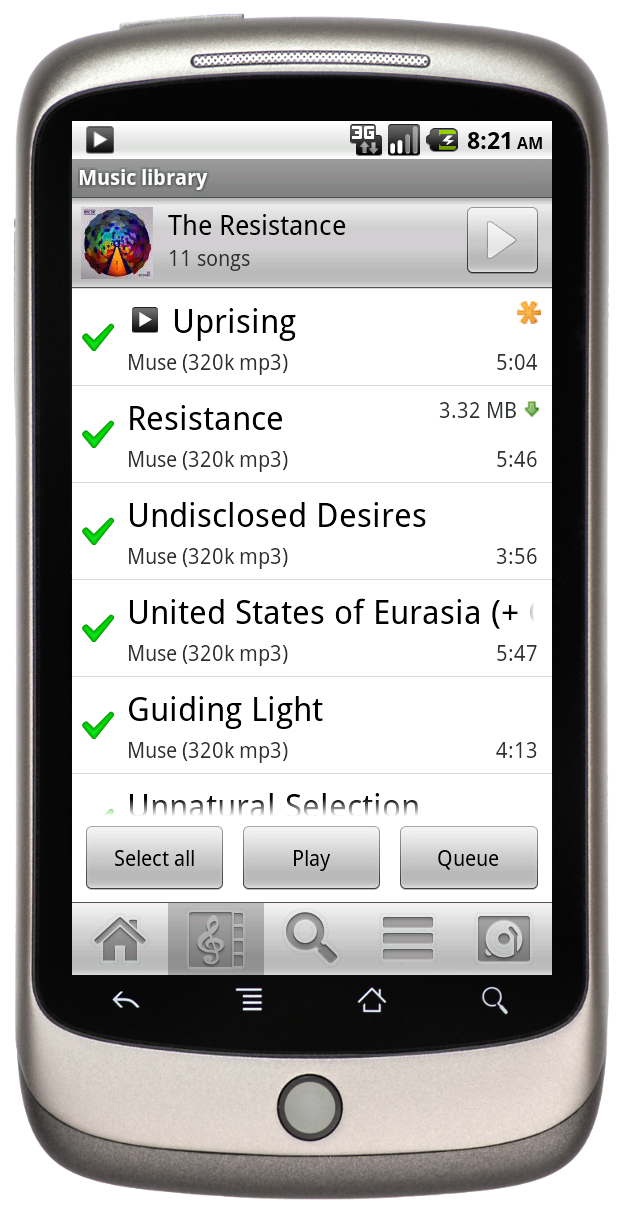 3G 8:21 AM
Music library
The Resistance
11 songs
Uprising
Muse (320k mp3) 5:04
Resistance 3.32 MB
Muse (320k mp3) 5:46
Undisclosed Desires
Muse (320k mp3) 3:56
United States of Eurasia (+
Muse (320k mp3) 5:47
Guiding Light
Muse (320k mp3) 4:13
Unnatural Selection
Select all Play Queue